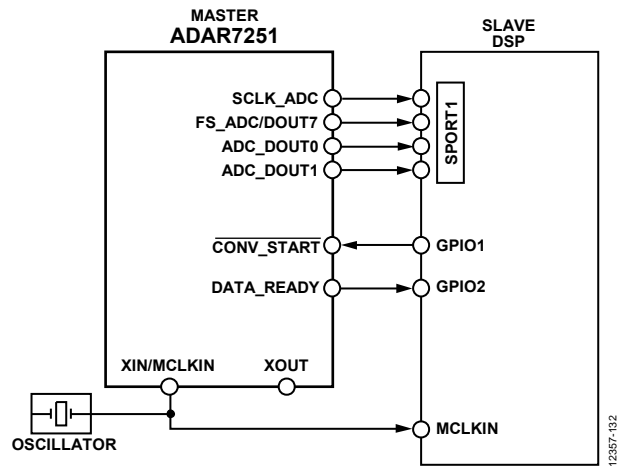 MASTER
ADAR7251
SLAVE
DSP
SCLK_ADC
FS_ADC/DOUT7
ADC_DOUT0
ADC_DOUT1
SPORT1
CONV_START
GPIO1
DATA_READY
GPIO2
XIN/MCLKIN
XOUT
OSCILLATOR
MCLKIN
12357-132